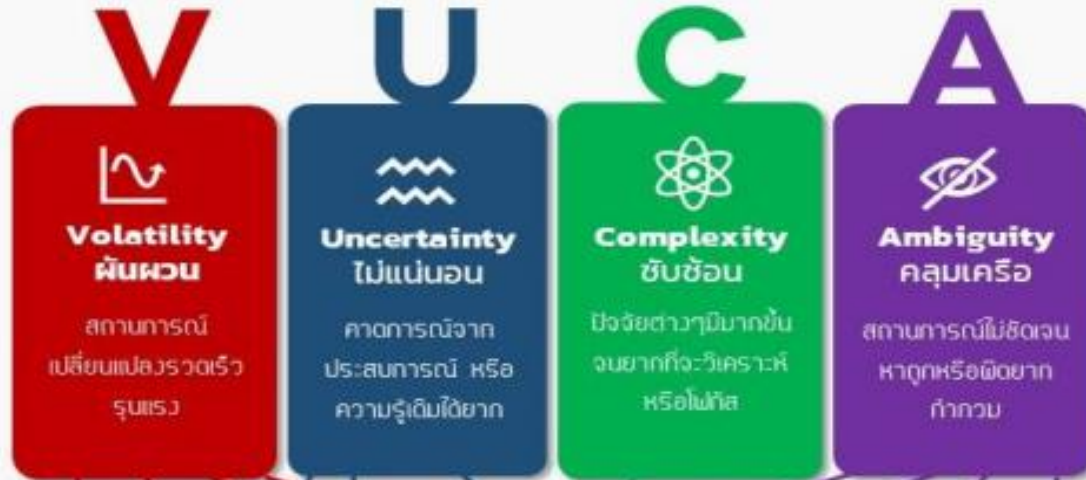 V U C A
Volatility
ผันผวน
สถานการณ์
เปลี่ยนแปลงรวดเร็ว
รุนแรง
Uncertainty
ไม่แน่นอน
คาดการณ์จาก
ประสบการณ์ หรือ
ความรู้เดิมได้ยาก
Complexity
ซับซ้อน
ปัจจัยต่างๆมีมากขึ้น
จนยากที่จะวิเคราะห์
หรือโฟกัส
Ambiguity
คลุมเครือ
สถานการณ์ไม่ชัดเจน
หาถูกหรือผิดยาก
กำกวม